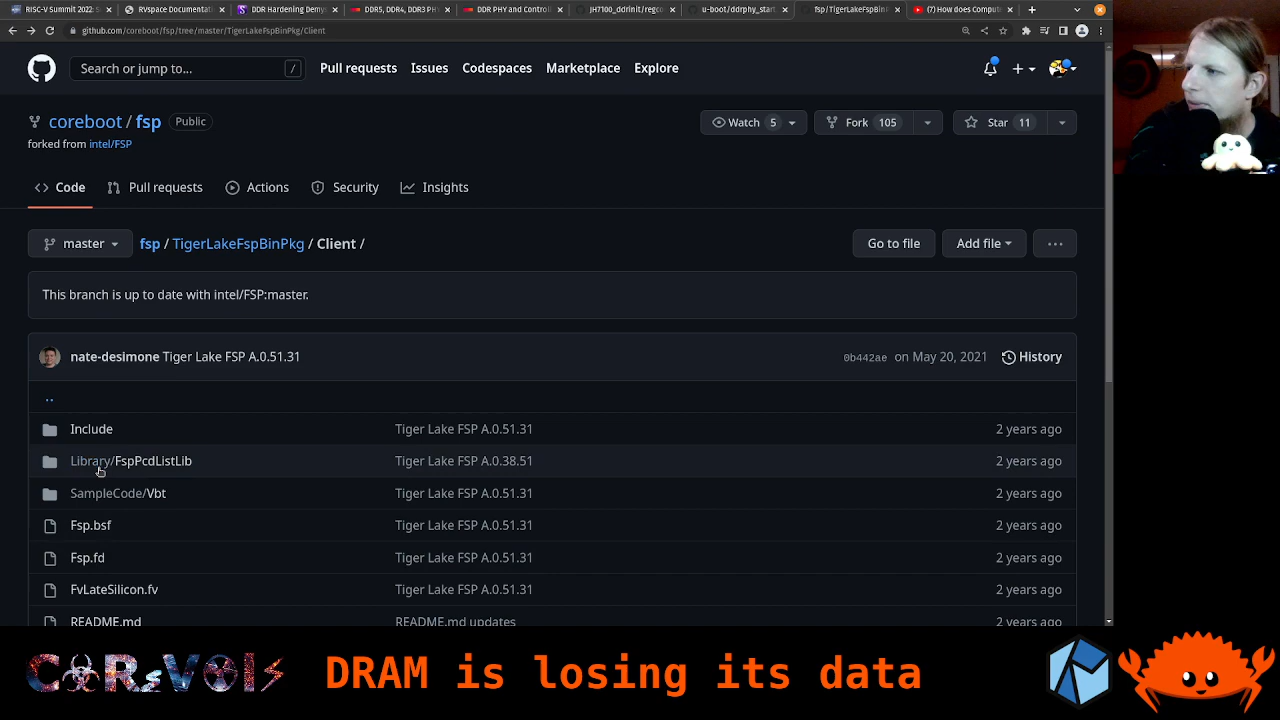 RISC-V Summit 2022:
RVspace Documentati
DDR Hardening Demys
DDR5, DDR4, DDR3 PH
DDR PHY and Controll
JH7100_ddrinit/regco
u-boot/ddrphy_start.
fsp/TigerLakeFspBinP
(7) How does Comput
github.com/coreboot/fsp/tree/master/TigerLakeFspBinPkg/Client
Search or jump to... /
Pull requests Issues Codespaces Marketplace Explore
coreboot / fsp Public
Watch 5 Fork 105 Star 11
forked from intel/FSP
Code Pull requests Actions Security Insights
master fsp / TigerLakeFspBinPkg / Client / Go to file Add file
This branch is up to date with intel/FSP:master.
nate-desimone Tiger Lake FSP A.0.51.31 0b442ae on May 20, 2021 History
..
Include Tiger Lake FSP A.0.51.31 2 years ago
Library/FspPcdListLib Tiger Lake FSP A.0.38.51 2 years ago
SampleCode/Vbt Tiger Lake FSP A.0.51.31 2 years ago
Fsp.bsf Tiger Lake FSP A.0.51.31 2 years ago
Fsp.fd Tiger Lake FSP A.0.51.31 2 years ago
FvLateSilicon.fv Tiger Lake FSP A.0.51.31 2 years ago
README.md README.md updates 2 years ago
DRAM is losing its data